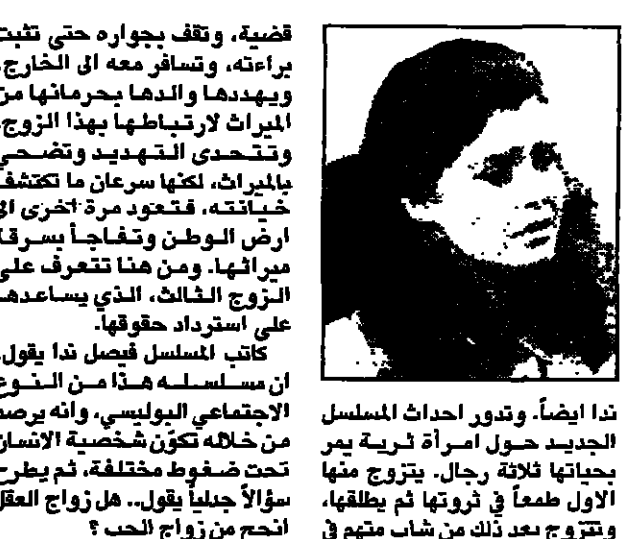 ندا ايضاً. وتدور احداث المسلسل
الجديد حول امرأة ثرية يمر
بحياتها ثلاثة رجال. يتزوج منها
الاول طمعاً في ثروتها ثم يطلقها،
وتتزوج بعد ذلك من شاب متهم في
قضية، وتقف بجواره حتى تثبت
براءته، وتسافر معه الى الخارج
ويهددها والدها بحرمانها من
الميراث لارتباطها بهذا الزوج
وتتحدى التهديد وتضحي
بالميراث، لكنها سرعان ما تكتشف
خيانته، فتعود مرة اخرى الى
ارض الوطن وتفاجأ بسرقة
ميراثها. ومن هنا تتعرف على
الزوج الثالث، الذي يساعدها
على استرداد حقوقها.
كاتب المسلسل فيصل ندا يقول
ان مسلسله هذا من النوع
الاجتماعي البوليسي، وانه يرصد
من خلاله تكوّن شخصية الانسان
تحت ضغوط مختلفة، ثم يطرح
سؤالاً جدلياً يقول.. هل زواج العقل
انجح من زواج الحب ؟